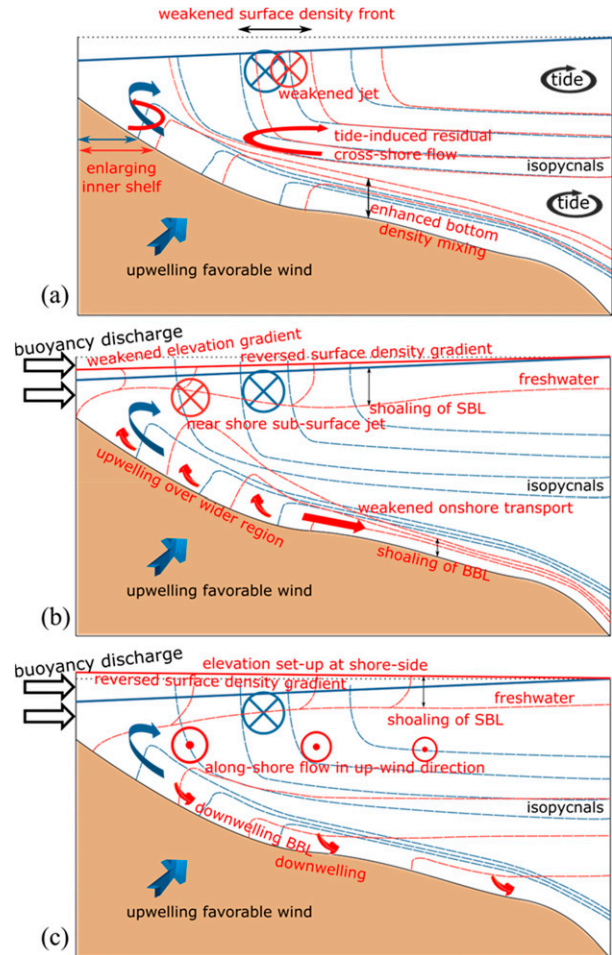 weakened surface density front
tide
weakened jet
tide-induced residual
cross-shore flow
isopycnals
enlarging
inner shelf
tide
enhanced bottom
density mixing
upwelling favorable wind
(a)
buoyancy discharge
weakened elevation gradient
reversed surface density gradient
freshwater
shoaling of SBL
near shore sub-surface jet
isopycnals
upwelling over wider region
weakened onshore transport
shoaling of BBL
upwelling favorable wind
(b)
buoyancy discharge
elevation set-up at shore-side
reversed surface density gradient
freshwater
shoaling of SBL
along-shore flow in up-wind direction
isopycnals
downwelling BBL
downwelling
upwelling favorable wind
(c)